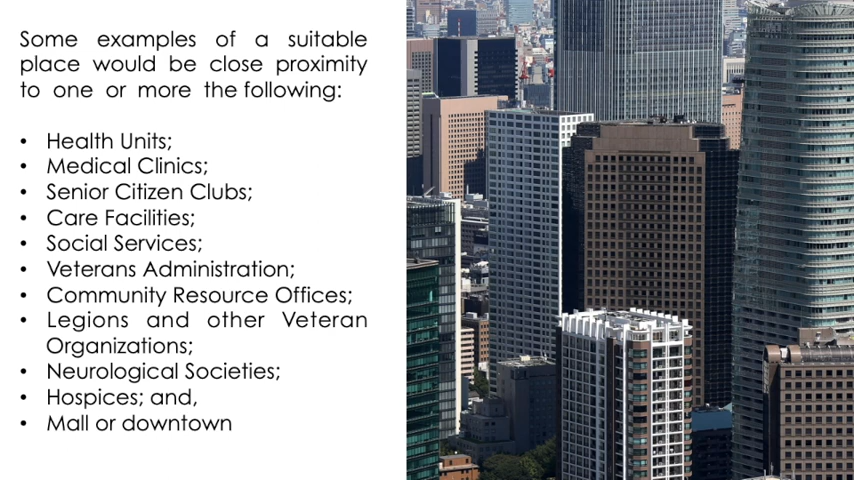 Some examples of a suitable
place would be close proximity
to one or more the following:
• Health Units;
• Medical Clinics;
• Senior Citizen Clubs;
• Care Facilities;
• Social Services;
• Veterans Administration;
• Community Resource Offices;
• Legions and other Veteran
Organizations;
• Neurological Societies;
• Hospices; and,
• Mall or downtown